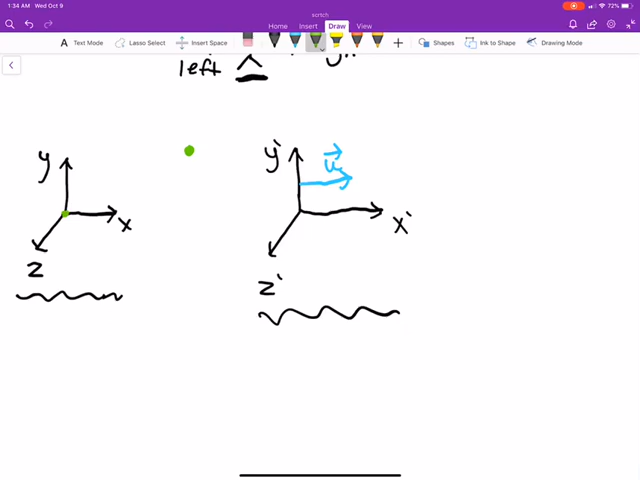 1:34 AM Wed Oct 9
scrtch
72%
Home Insert Draw View
Text Mode Lasso Select Insert Space Shapes Ink to Shape Drawing Mode
left
y
x
z
y`
x`
z`